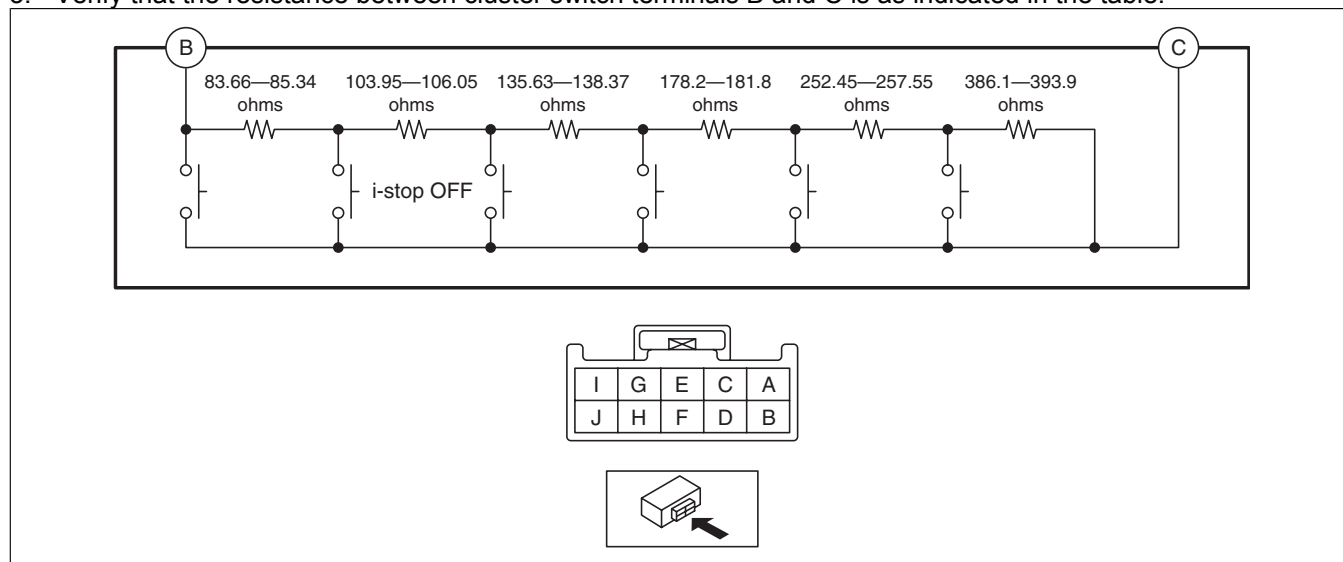 Verify that the resistance between cluster switch terminals B and C is as indicated in the table.
B C
83.66—85.34 103.95—106.05 135.63—138.37 178.2—181.8 252.45—257.55 386.1—393.9
ohms ohms ohms ohms ohms ohms
i-stop OFF
I G E C A
J H F D B